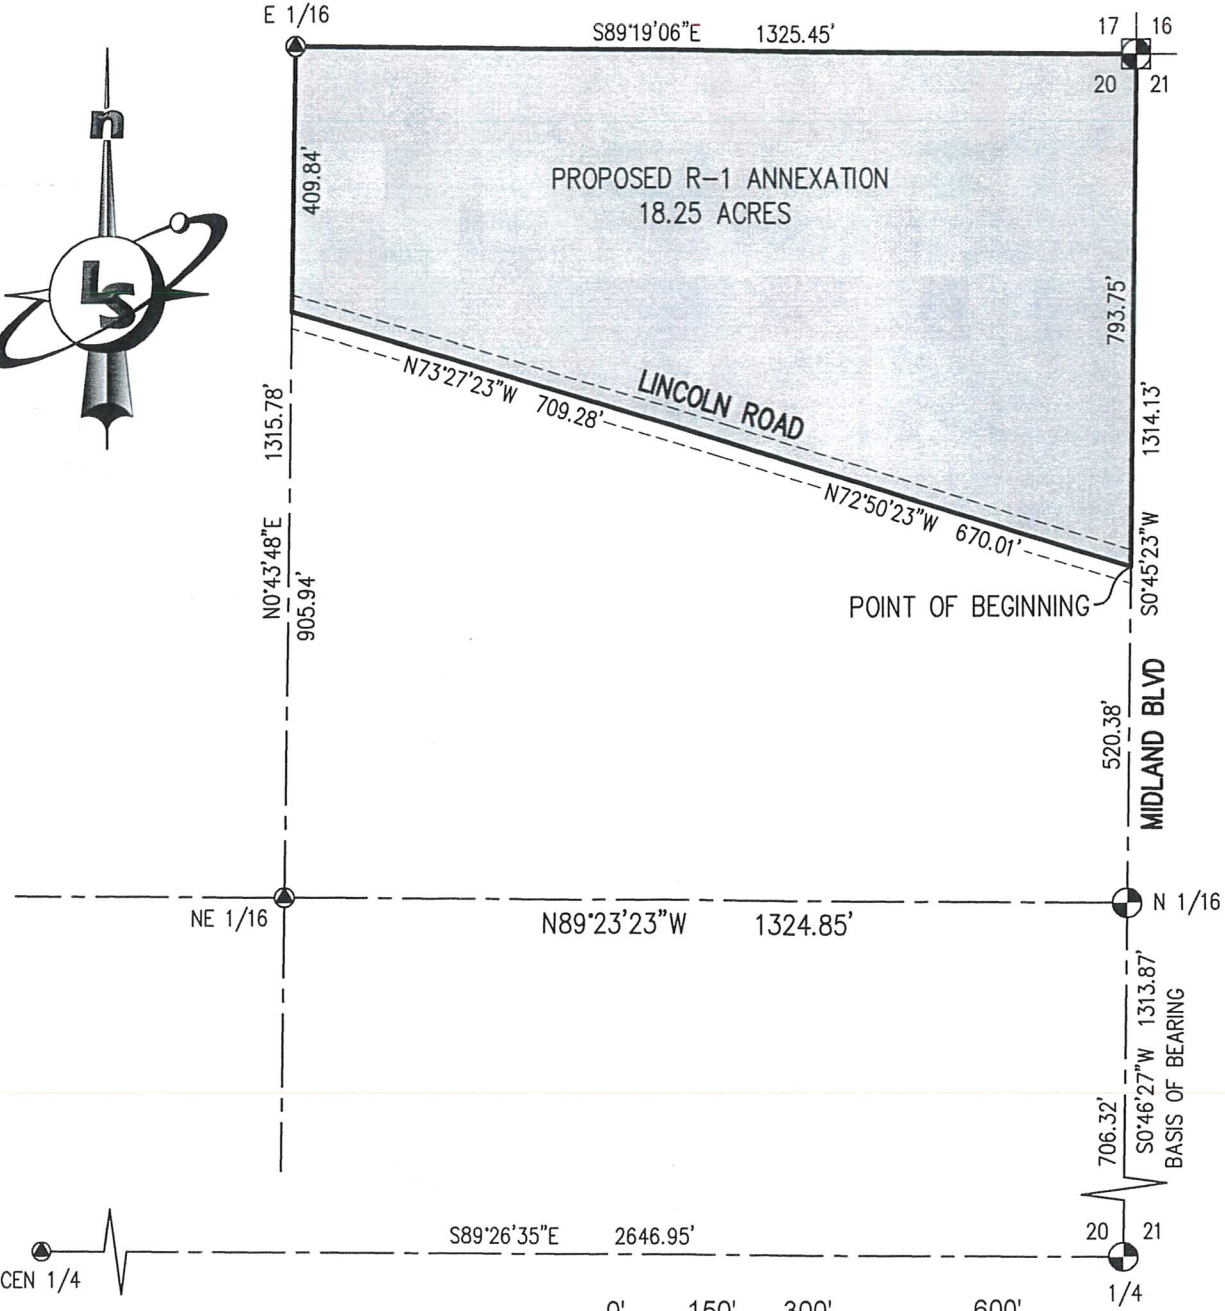 E 1/16
S89°19'06"E 1325.45'
17 16
20 21
n
LS
409.84'
PROPOSED R-1 ANNEXATION
18.25 ACRES
793.75'
LINCOLN ROAD
N73°27'23"W 709.28'
N72°50'23"W 670.01'
N0°43'48"E 1315.78'
905.94'
S0°45'23"W 1314.13'
POINT OF BEGINNING
520.38'
MIDLAND BLVD
NE 1/16
N89°23'23"W 1324.85'
N 1/16
706.32'
S0°46'27"W 1313.87'
BASIS OF BEARING
S89°26'35"E 2646.95'
20 21
CEN 1/4
1/4
0' 150' 300' 600'